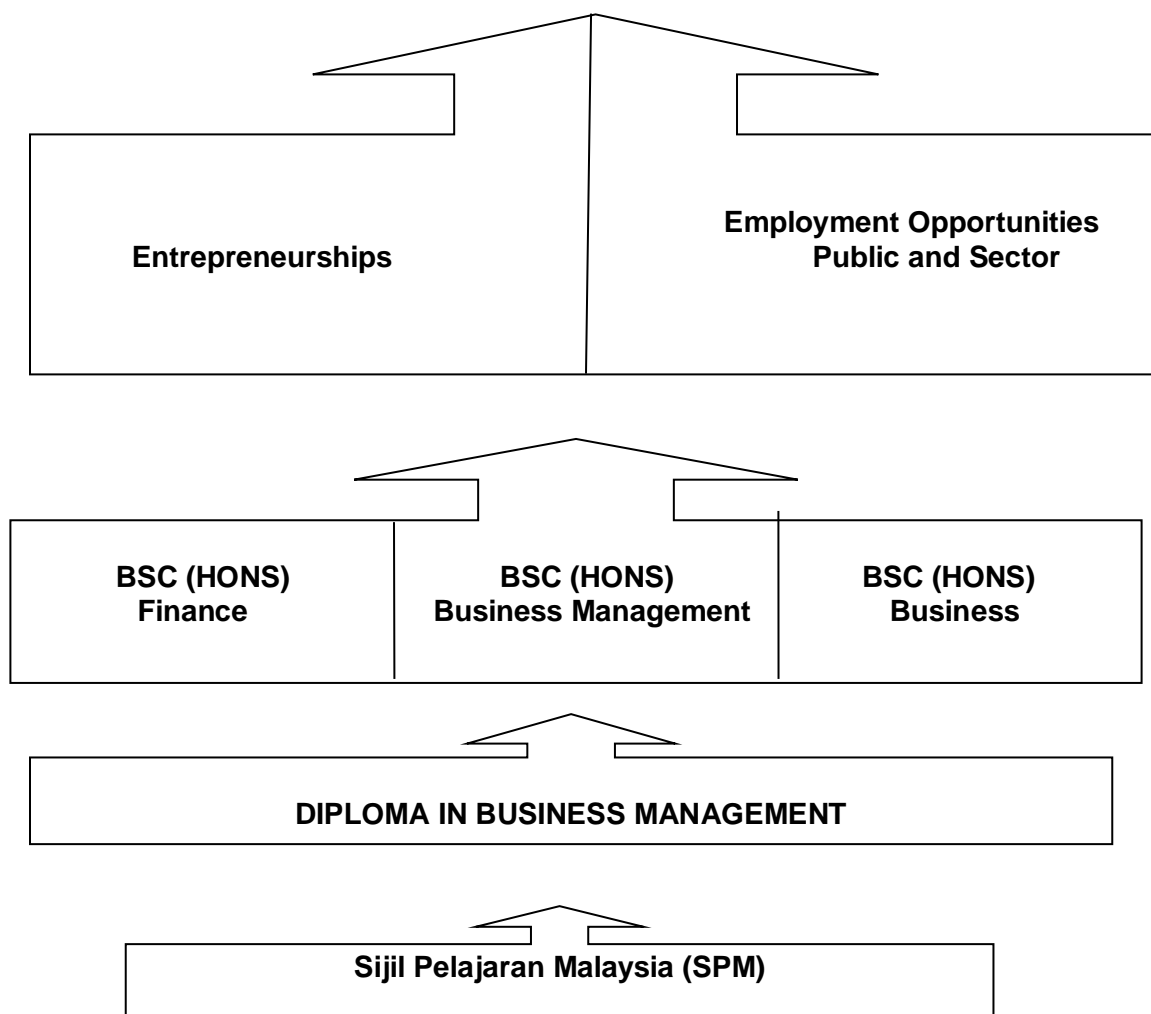 Entrepreneurships
Employment Opportunities
Public and Sector
BSC (HONS)
Finance
BSC (HONS)
Business Management
BSC (HONS)
Business
DIPLOMA IN BUSINESS MANAGEMENT
Sijil Pelajaran Malaysia (SPM)